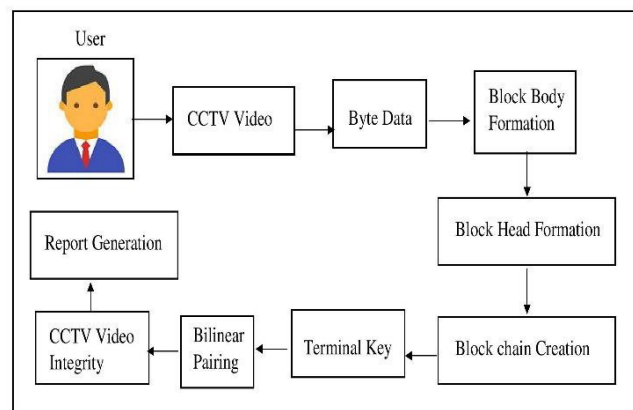 User
CCTV Video
Byte Data
Block Body
Formation
Block Head Formation
Block chain Creation
Terminal Key
Bilinear
Pairing
CCTV Video
Integrity
Report Generation